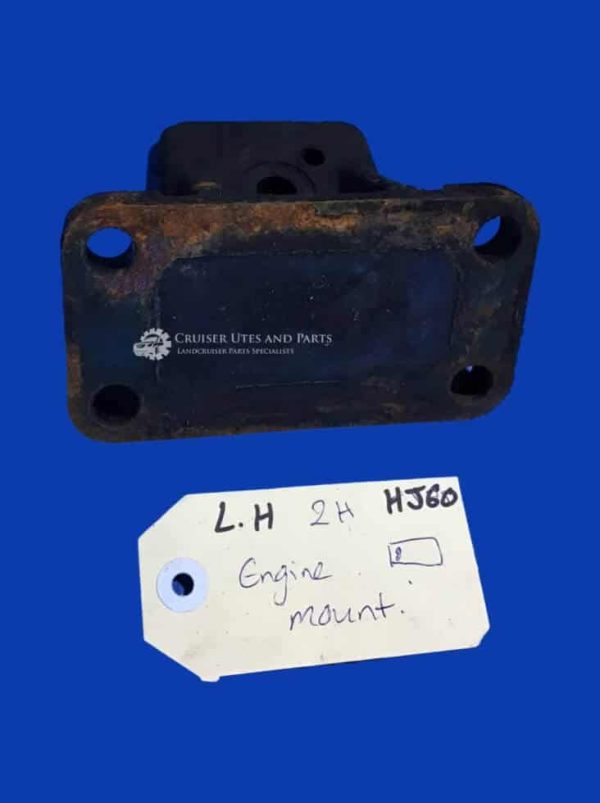 CRUISER UTES AND PARTS
LANDCRUISER PARTS SPECIALISTS
L.H 2H HJ60
Engine
mount.